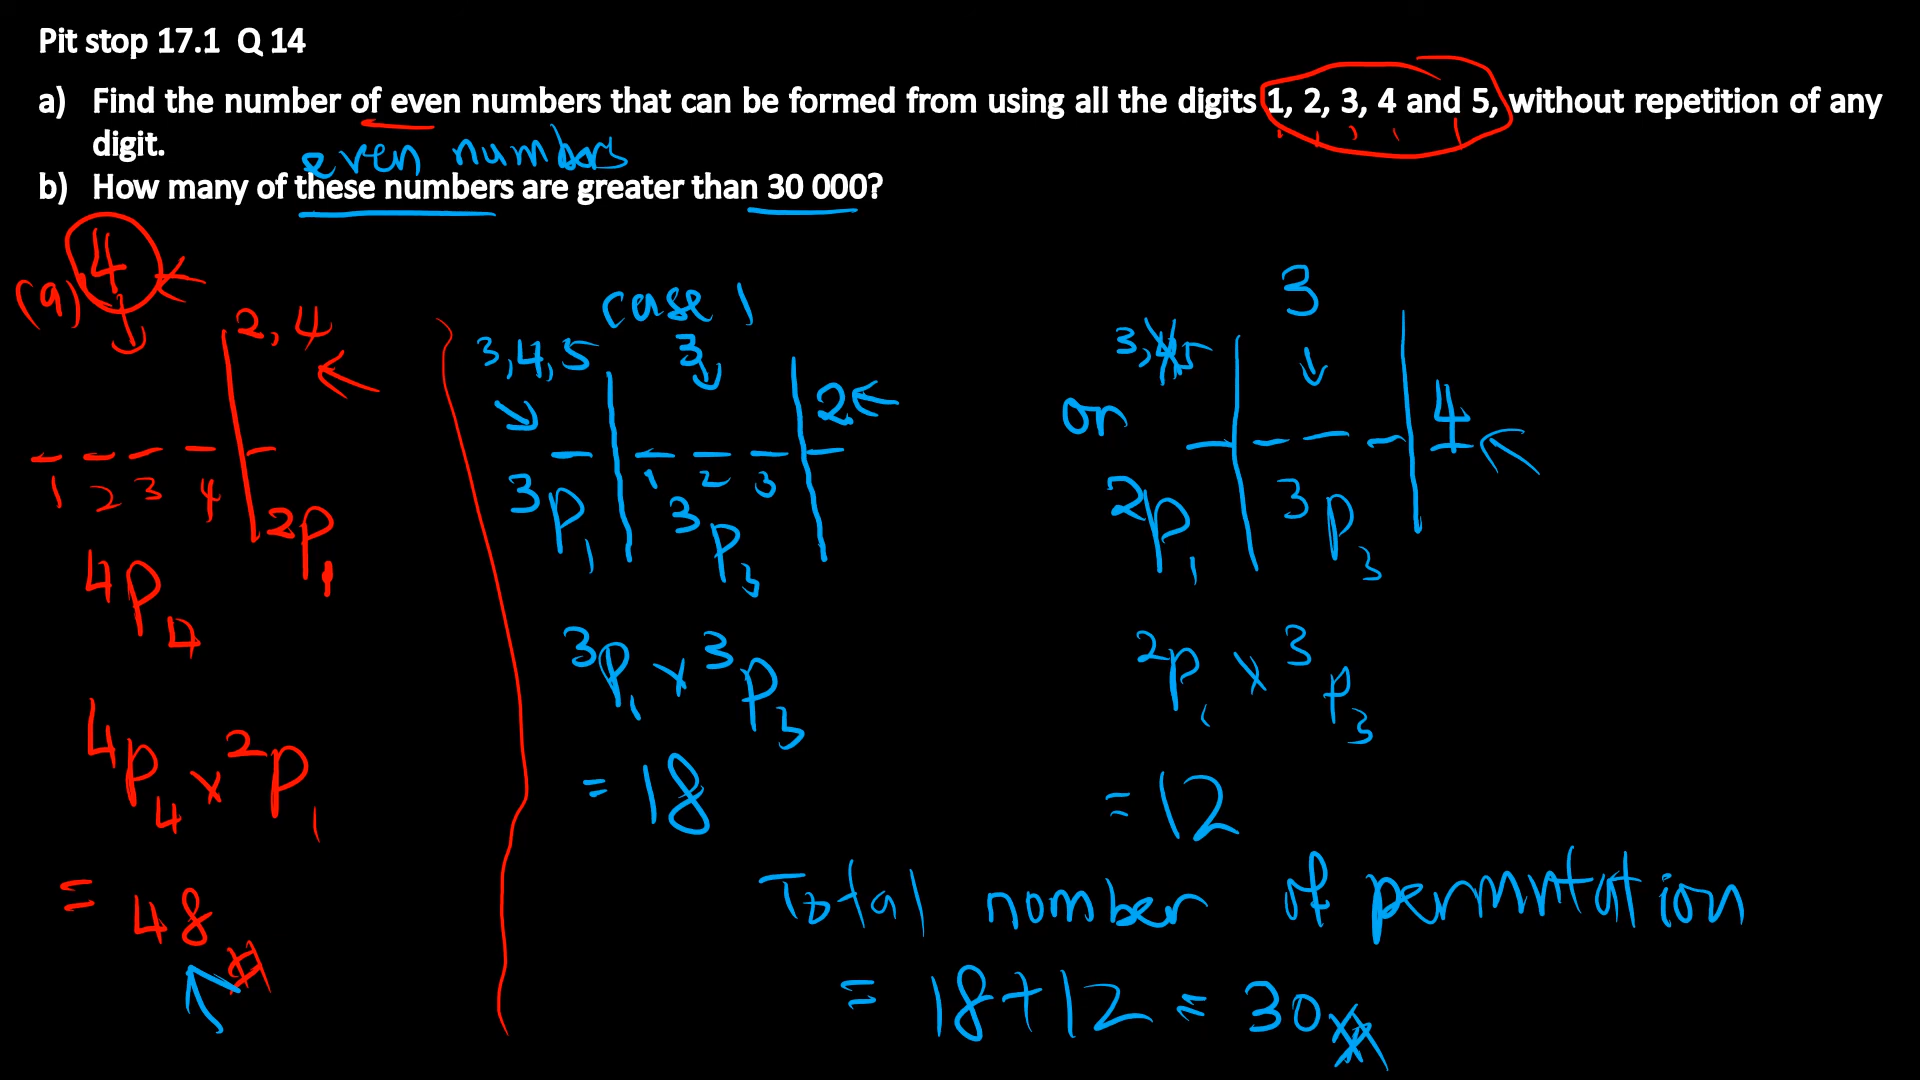 Pit stop 17.1 Q 14
a) Find the number of even numbers that can be formed from using all the digits 1, 2, 3, 4 and 5, without repetition of any
digit.
even numbers
b) How many of these numbers are greater than 30 000?
(a) 4
2, 4
1 2 3 4
4P4
2P1
4P4 x 2P1
= 48
case 1
3,4,5
3
2
1 2 3
3P1
3P3
3P1 x 3P3
= 18
or
3,4,5
3
4
2P1
3P3
2P1 x 3P3
= 12
Total nomber of permutation
= 18+12 = 30